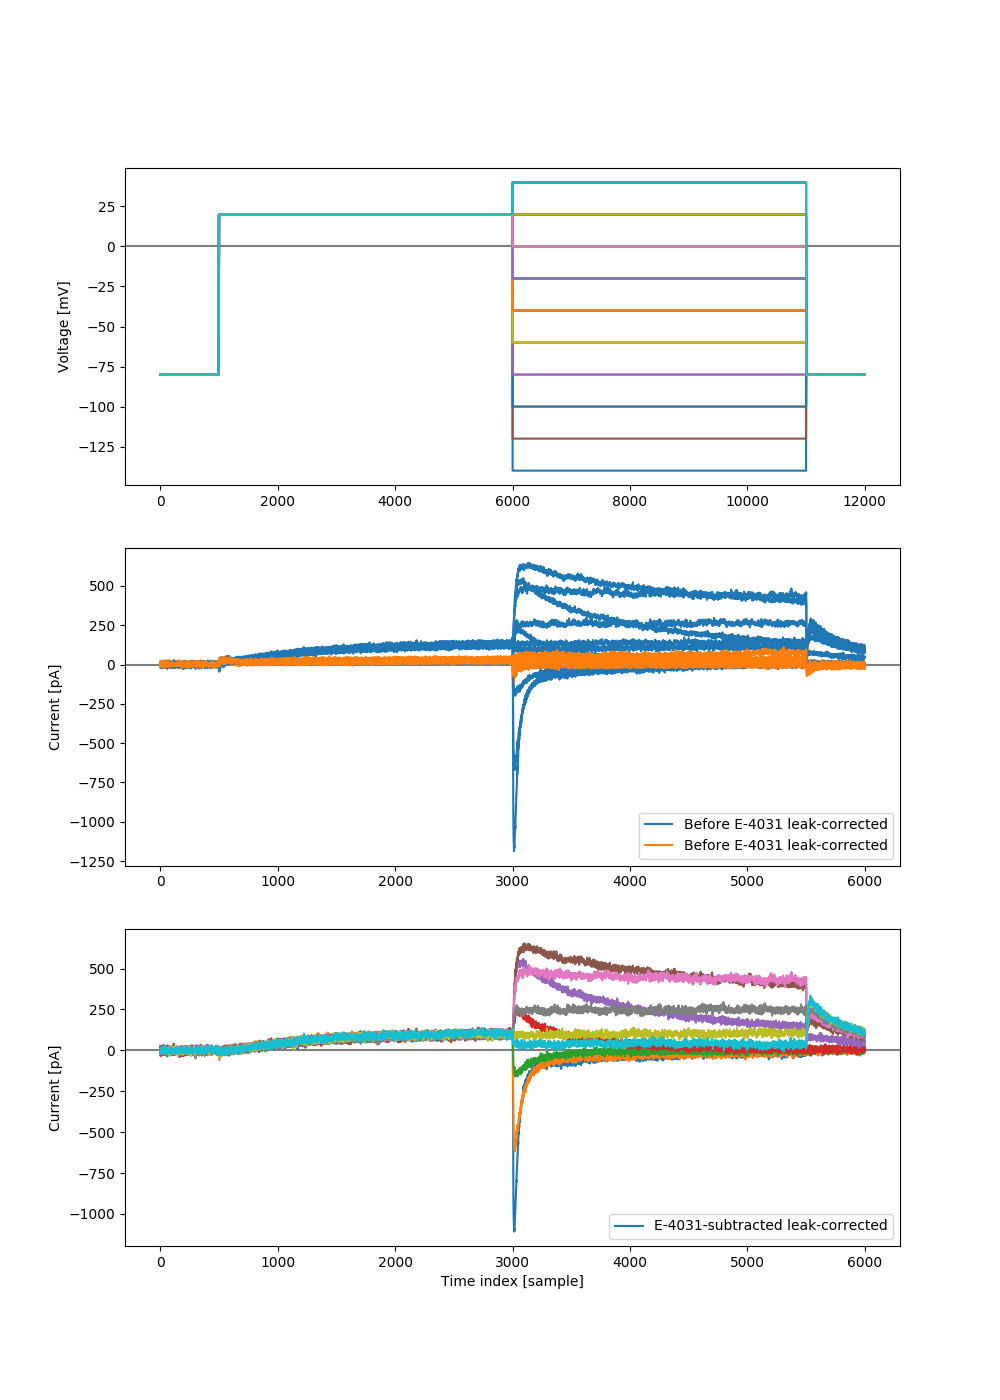 25
0
−25
−50
−75
−100
−125
Voltage [mV]
0 2000 4000 6000 8000 10000 12000
500
250
0
−250
−500
−750
−1000
−1250
Current [pA]
Before E-4031 leak-corrected
Before E-4031 leak-corrected
0 1000 2000 3000 4000 5000 6000
500
250
0
−250
−500
−750
−1000
Current [pA]
E-4031-subtracted leak-corrected
0 1000 2000 3000 4000 5000 6000
Time index [sample]